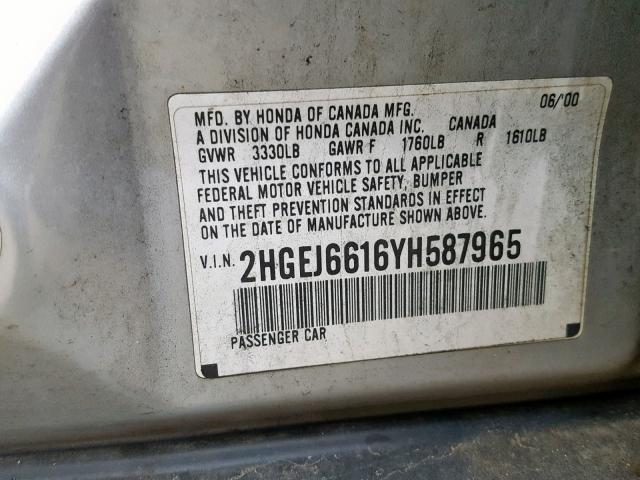 MFD. BY HONDA OF CANADA MFG. 06/'00
A DIVISION OF HONDA CANADA INC. CANADA
GVWR 3330LB GAWR F 1760LB R 1610LB
THIS VEHICLE CONFORMS TO ALL APPLICABLE
FEDERAL MOTOR VEHICLE SAFETY, BUMPER
AND THEFT PREVENTION STANDARDS IN EFFECT
ON THE DATE OF MANUFACTURE SHOWN ABOVE.
V.I.N. 2HGEJ6616YH587965
PASSENGER CAR